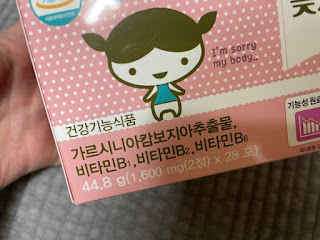 I'm sorry
my body..
건강기능식품
가르시니아캄보지아추출물,
비타민B₁,비타민B₂,비타민B₆
44.8 g[1,600 mg(2정) x 28 포]
기능성 원료